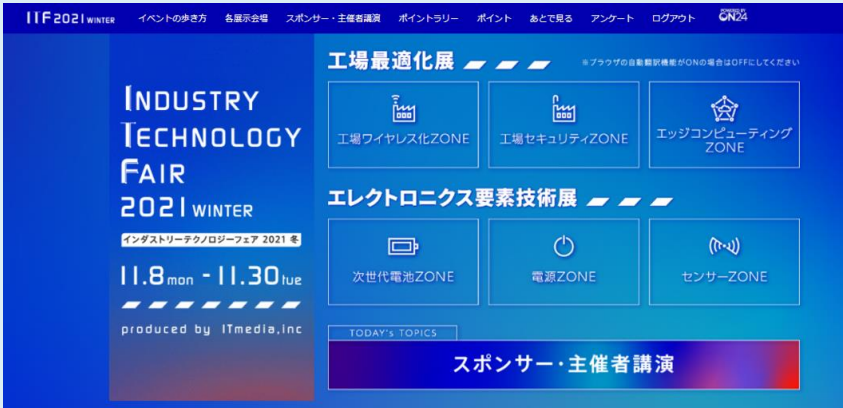 ITF2021 WINTER
イベントの歩き方
各展示会場
スポンサー・主催者講演
ポイントラリー
ポイント
あとで見る
アンケート
ログアウト
POWERED BY
ON24
INDUSTRY
TECHNOLOGY
FAIR
2021 WINTER
インダストリーテクノロジーフェア 2021 冬
11.8 mon - 11.30 tue
produced by ITmedia,inc
工場最適化展
※ブラウザの自動翻訳機能がONの場合はOFFにしてください
工場ワイヤレス化ZONE
工場セキュリティZONE
エッジコンピューティング
ZONE
エレクトロニクス要素技術展
次世代電池ZONE
電源ZONE
センサーZONE
TODAY's TOPICS
スポンサー・主催者講演